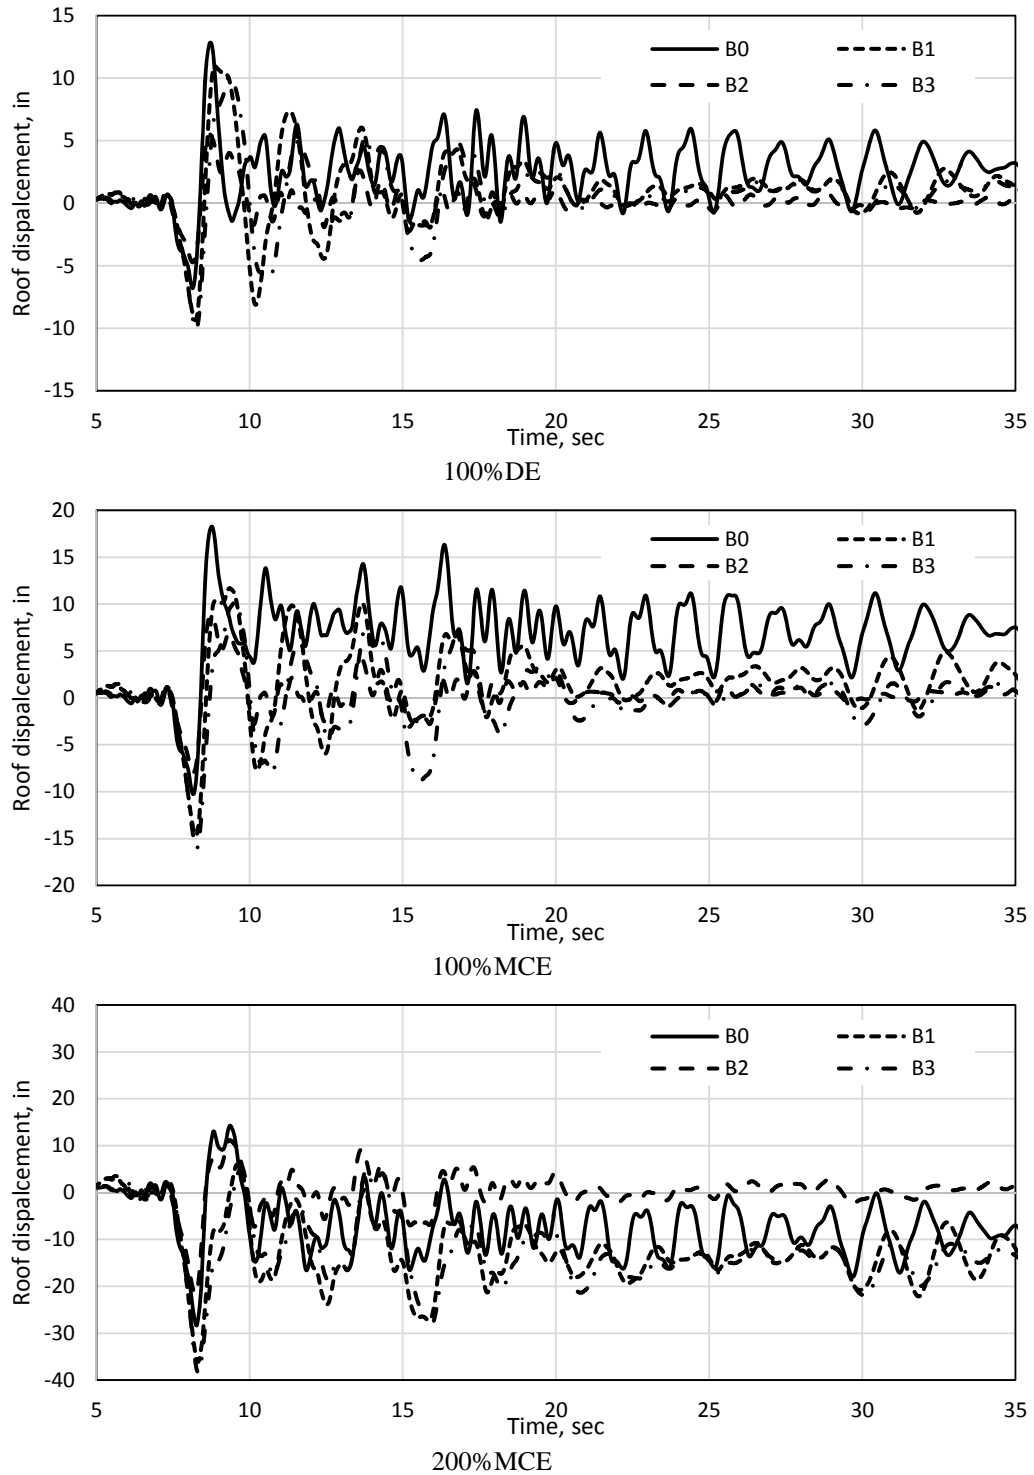 15
10
5
0
-5
-10
-15
Roof dispalcement, in
B0 B1
B2 B3
5 10 15 20 25 30 35
Time, sec
100%DE
20
15
10
5
0
-5
-10
-15
-20
Roof dispalcement, in
B0 B1
B2 B3
5 10 15 20 25 30 35
Time, sec
100%MCE
40
30
20
10
0
-10
-20
-30
-40
Roof dispalcement, in
B0 B1
B2 B3
5 10 15 20 25 30 35
Time, sec
200%MCE